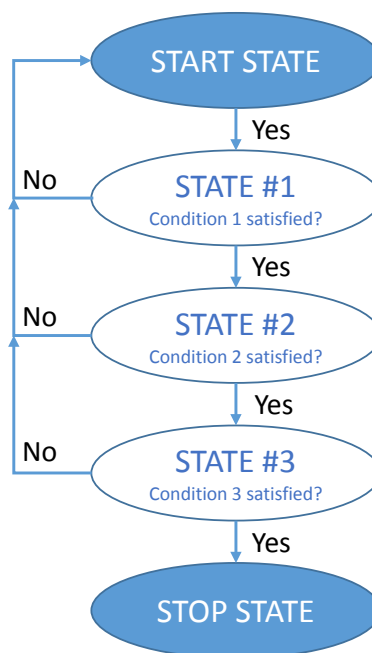 START STATE
Yes
No
STATE #1
Condition 1 satisfied?
Yes
No
STATE #2
Condition 2 satisfied?
Yes
No
STATE #3
Condition 3 satisfied?
Yes
STOP STATE